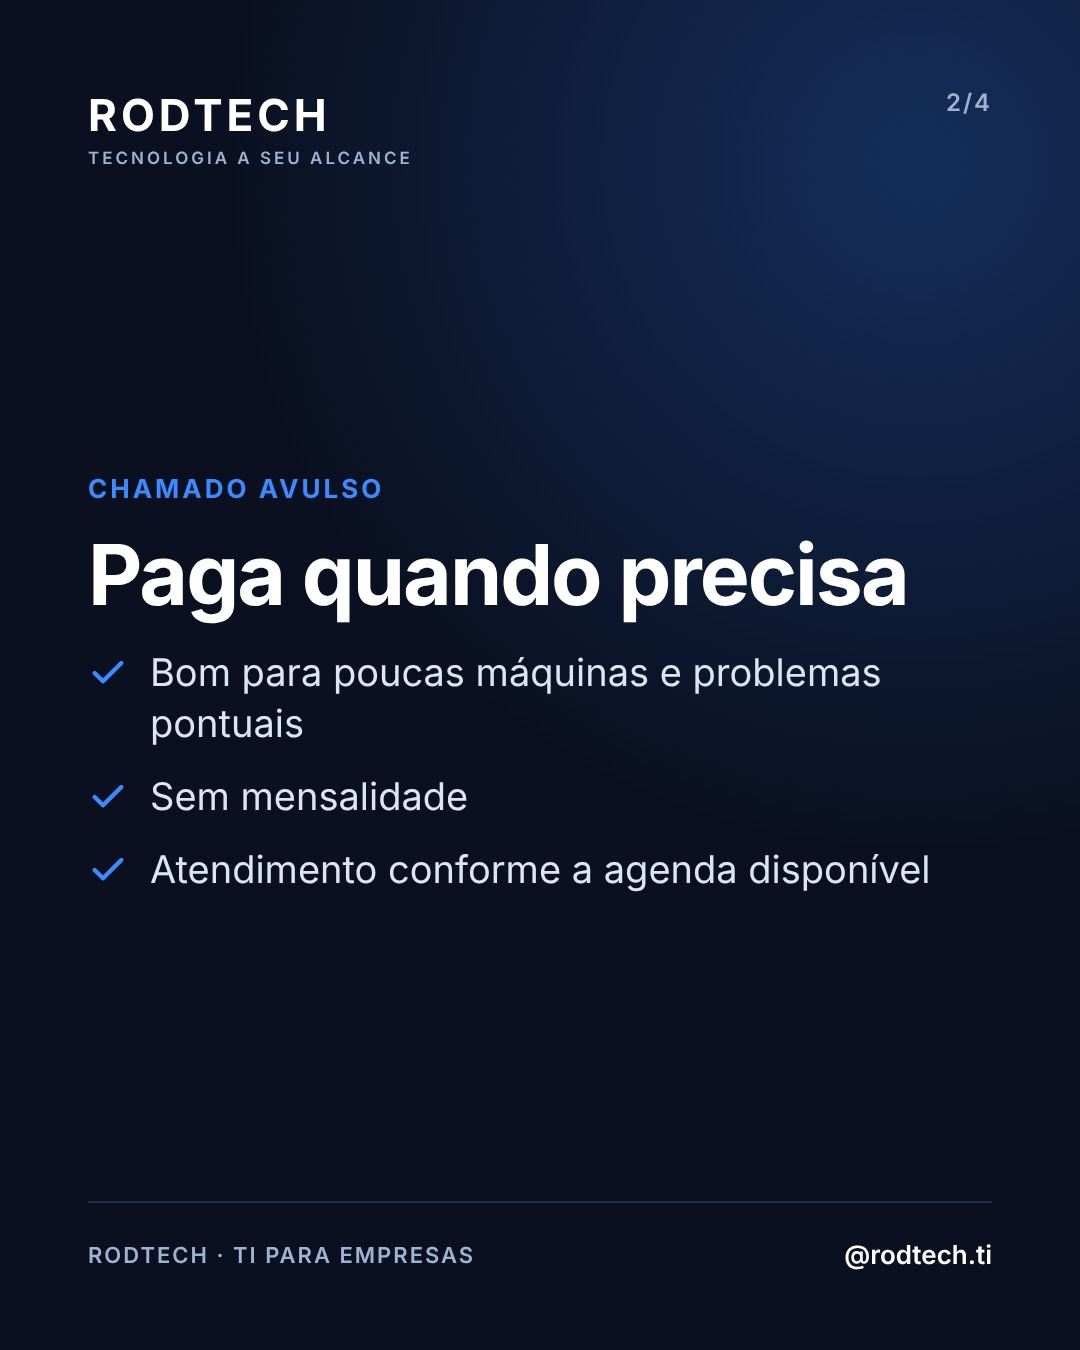 RODTECH
TECNOLOGIA A SEU ALCANCE
2/4
CHAMADO AVULSO
Paga quando precisa
Bom para poucas máquinas e problemas
pontuais
Sem mensalidade
Atendimento conforme a agenda disponível
RODTECH · TI PARA EMPRESAS
@rodtech.ti